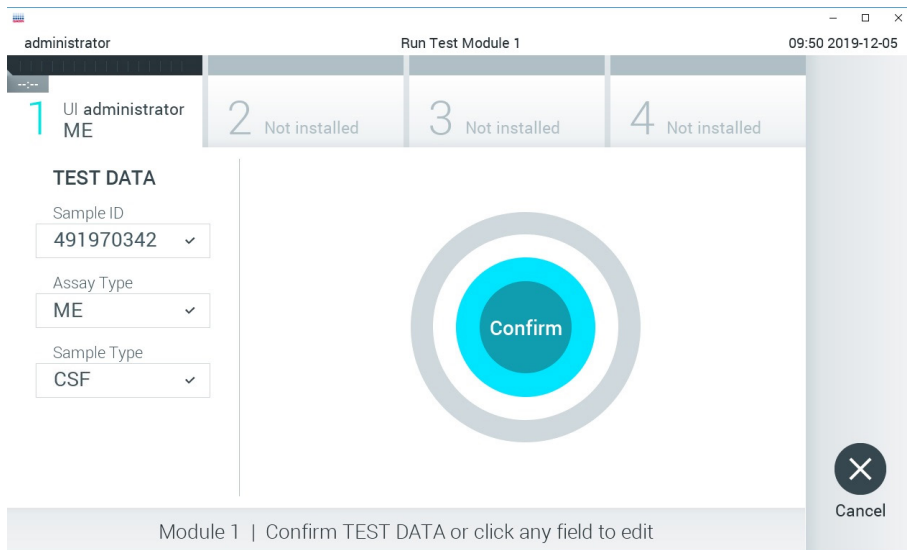 administrator
Run Test Module 1
09:50 2019-12-05
--:--
1 UI administrator
ME
2 Not installed
3 Not installed
4 Not installed
TEST DATA
Sample ID
491970342
Assay Type
ME
Sample Type
CSF
Confirm
Cancel
Module 1 | Confirm TEST DATA or click any field to edit